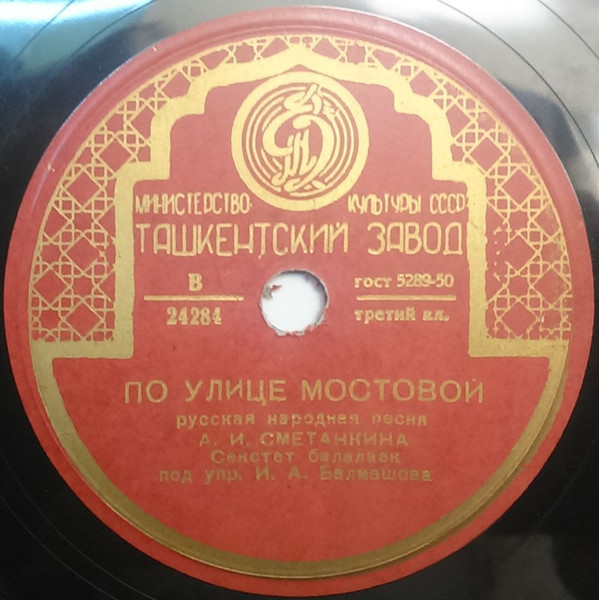 МИНИСТЕРСТВО КУЛЬТУРЫ СССР
ТАШКЕНТСКИЙ ЗАВОД
В
24284
ГОСТ 5289-50
третий кл.
ПО УЛИЦЕ МОСТОВОЙ
русская народная песня
А. И. СМЕТАНКИНА
Секстет балалаек
под упр. И. А. Балмашова